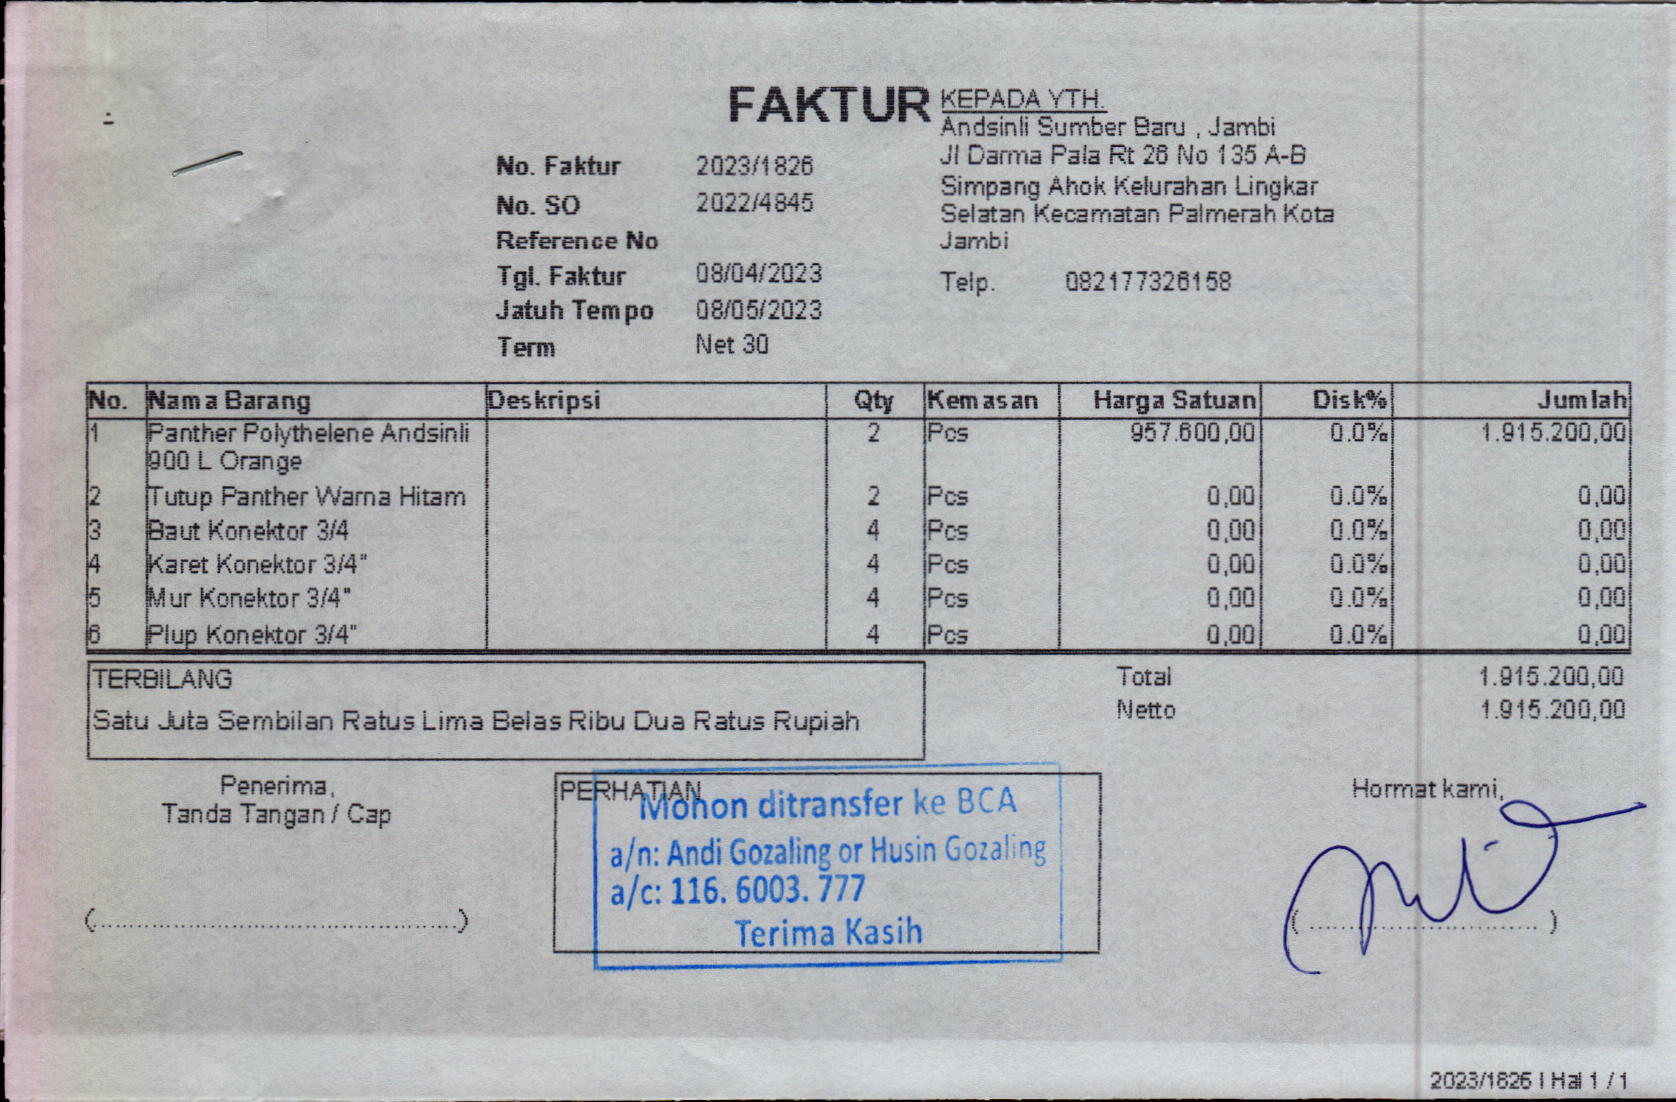 FAKTUR
KEPADA YTH.
Andsinli Sumber Baru , Jambi
Jl Darma Pala Rt 26 No 135 A-B
Simpang Ahok Kelurahan Lingkar
Selatan Kecamatan Palmerah Kota
Jambi
Telp. 082177326158
No. Faktur 2023/1826
No. SO 2022/4845
Reference No
Tgl. Faktur 08/04/2023
Jatuh Tempo 08/05/2023
Term Net 30
No. Nama Barang Deskripsi Qty Kemasan Harga Satuan Disk% Jumlah
1 Panther Polythelene Andsinli 2 Pcs 957.600,00 0.0% 1.915.200,00
900 L Orange
2 Tutup Panther Warna Hitam 2 Pcs 0,00 0.0% 0,00
3 Baut Konektor 3/4 4 Pcs 0,00 0.0% 0,00
4 Karet Konektor 3/4" 4 Pcs 0,00 0.0% 0,00
5 Mur Konektor 3/4" 4 Pcs 0,00 0.0% 0,00
6 Plup Konektor 3/4" 4 Pcs 0,00 0.0% 0,00
TERBILANG
Satu Juta Sembilan Ratus Lima Belas Ribu Dua Ratus Rupiah
Total 1.915.200,00
Netto 1.915.200,00
Penerima,
Tanda Tangan / Cap
(..............................................)
PERHATIAN
Mohon ditransfer ke BCA
a/n: Andi Gozaling or Husin Gozaling
a/c: 116. 6003. 777
Terima Kasih
Hormat kami,
( .............................. )
2023/1826 | Hal 1 / 1